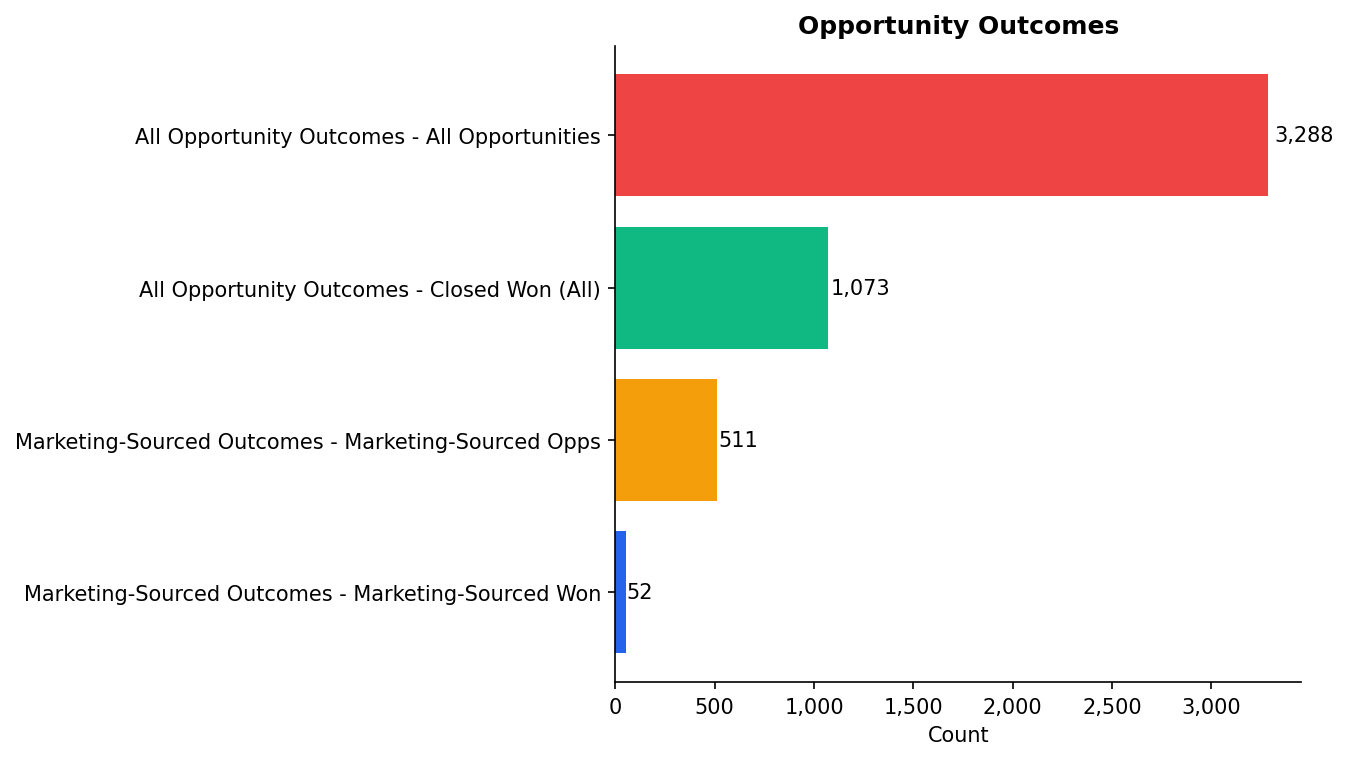 Opportunity Outcomes
All Opportunity Outcomes - All Opportunities
3,288
All Opportunity Outcomes - Closed Won (All)
1,073
Marketing-Sourced Outcomes - Marketing-Sourced Opps
511
Marketing-Sourced Outcomes - Marketing-Sourced Won
52
0 500 1,000 1,500 2,000 2,500 3,000
Count